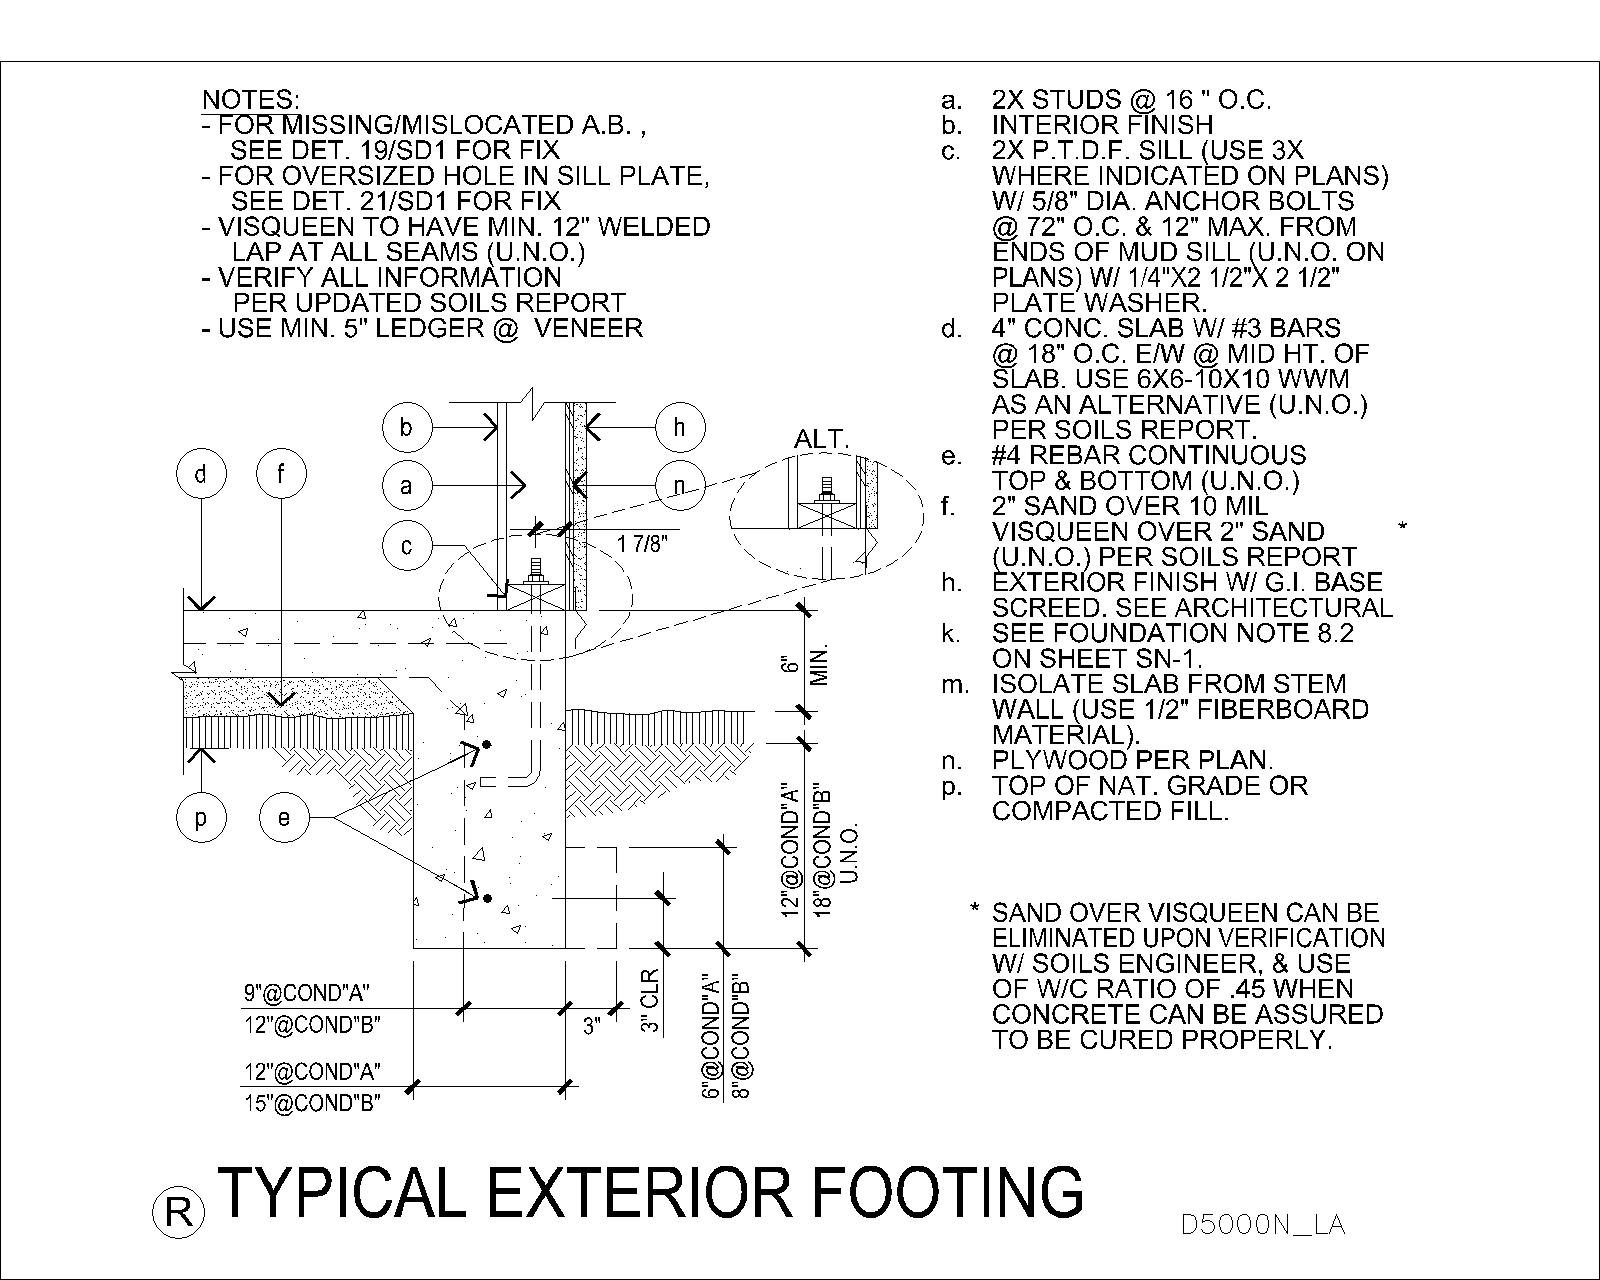 NOTES:
- FOR MISSING/MISLOCATED A.B. ,
SEE DET. 19/SD1 FOR FIX
- FOR OVERSIZED HOLE IN SILL PLATE,
SEE DET. 21/SD1 FOR FIX
- VISQUEEN TO HAVE MIN. 12" WELDED
LAP AT ALL SEAMS (U.N.O.)
- VERIFY ALL INFORMATION
PER UPDATED SOILS REPORT
- USE MIN. 5" LEDGER @ VENEER
a. 2X STUDS @ 16 " O.C.
b. INTERIOR FINISH
c. 2X P.T.D.F. SILL (USE 3X
WHERE INDICATED ON PLANS)
W/ 5/8" DIA. ANCHOR BOLTS
@ 72" O.C. & 12" MAX. FROM
ENDS OF MUD SILL (U.N.O. ON
PLANS) W/ 1/4"X2 1/2"X 2 1/2"
PLATE WASHER.
d. 4" CONC. SLAB W/ #3 BARS
@ 18" O.C. E/W @ MID HT. OF
SLAB. USE 6X6-10X10 WWM
AS AN ALTERNATIVE (U.N.O.)
PER SOILS REPORT.
e. #4 REBAR CONTINUOUS
TOP & BOTTOM (U.N.O.)
f. 2" SAND OVER 10 MIL
VISQUEEN OVER 2" SAND *
(U.N.O.) PER SOILS REPORT
h. EXTERIOR FINISH W/ G.I. BASE
SCREED. SEE ARCHITECTURAL
k. SEE FOUNDATION NOTE 8.2
ON SHEET SN-1.
m. ISOLATE SLAB FROM STEM
WALL (USE 1/2" FIBERBOARD
MATERIAL).
n. PLYWOOD PER PLAN.
p. TOP OF NAT. GRADE OR
COMPACTED FILL.
* SAND OVER VISQUEEN CAN BE
ELIMINATED UPON VERIFICATION
W/ SOILS ENGINEER, & USE
OF W/C RATIO OF .45 WHEN
CONCRETE CAN BE ASSURED
TO BE CURED PROPERLY.
b
h
ALT.
d
f
a
n
c
1 7/8"
6"
MIN.
p
e
12"@COND"A"
18"@COND"B"
U.N.O.
9"@COND"A"
12"@COND"B"
3"
3" CLR
6"@COND"A"
8"@COND"B"
12"@COND"A"
15"@COND"B"
R TYPICAL EXTERIOR FOOTING
D5000N_LA